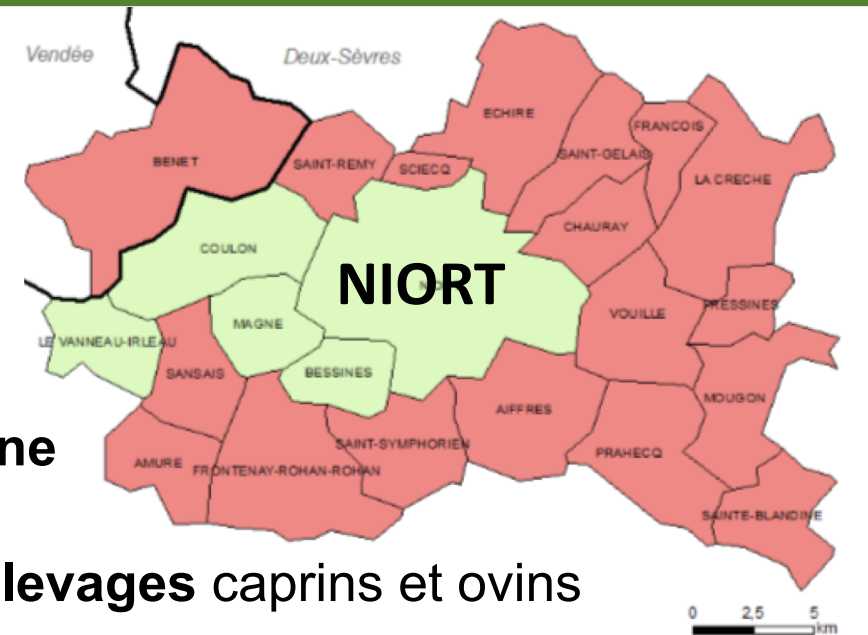 Vendée
Deux-Sèvres
ECHIRE
FRANCOIS
SAINT-GELAIS
BENET
SAINT-REMY
SCIECQ
LA CRECHE
CHAURAY
COULON
NIORT
PRESSINES
VOUILLE
MAGNE
LE VANNEAU-IRLEAU
SANSAIS
BESSINES
MOUGON
AIFFRES
SAINT-SYMPHORIEN
PRAHECQ
ne
AMURE
FRONTENAY-ROHAN-ROHAN
SAINTE-BLANDINE
levages caprins et ovins
0 2,5 5
km